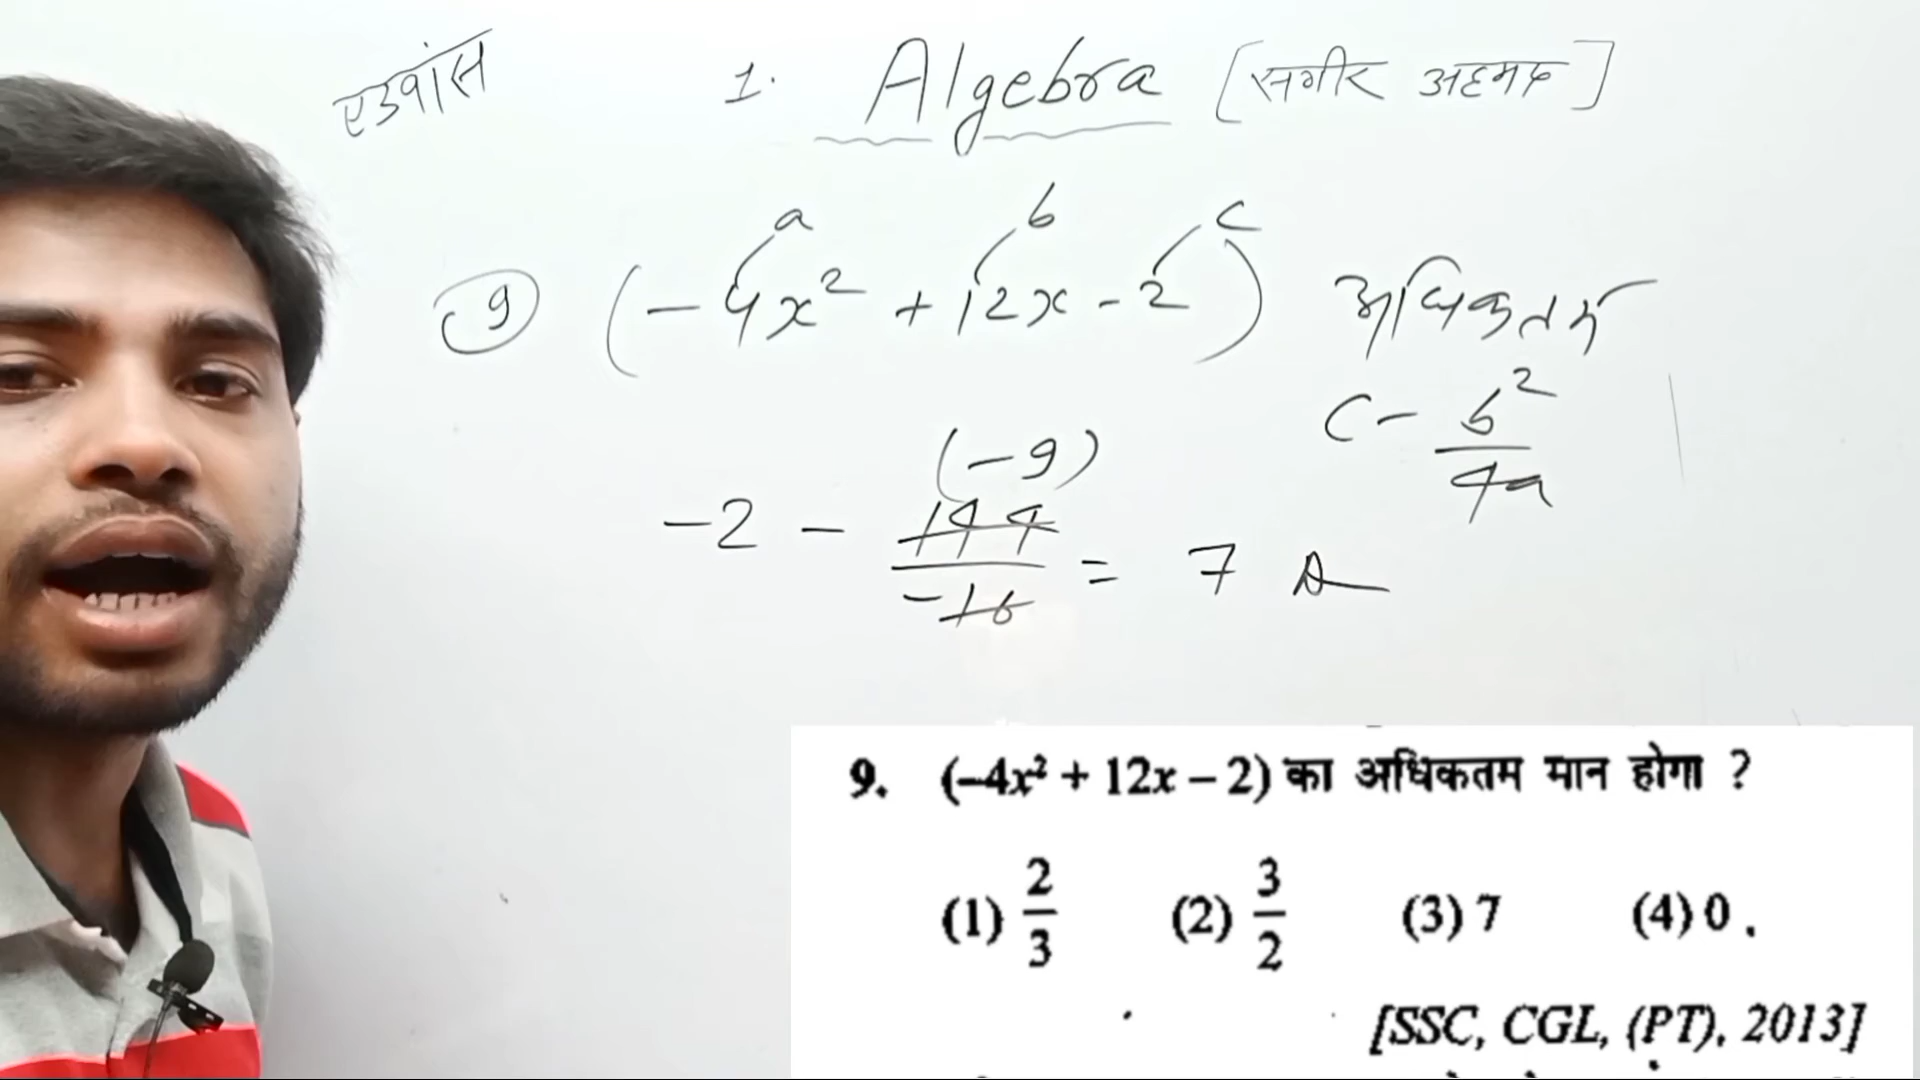 एडवांस 1. Algebra [सगीर अहमद]
a b c
9 (-4x² + 12x - 2) अधिकतम
c - b²/4a
(-9)
-2 - 144/-16 = 7 A
9. (–4x² + 12x – 2) का अधिकतम मान होगा ?
(1) 2/3 (2) 3/2 (3) 7 (4) 0 .
[SSC, CGL, (PT), 2013]